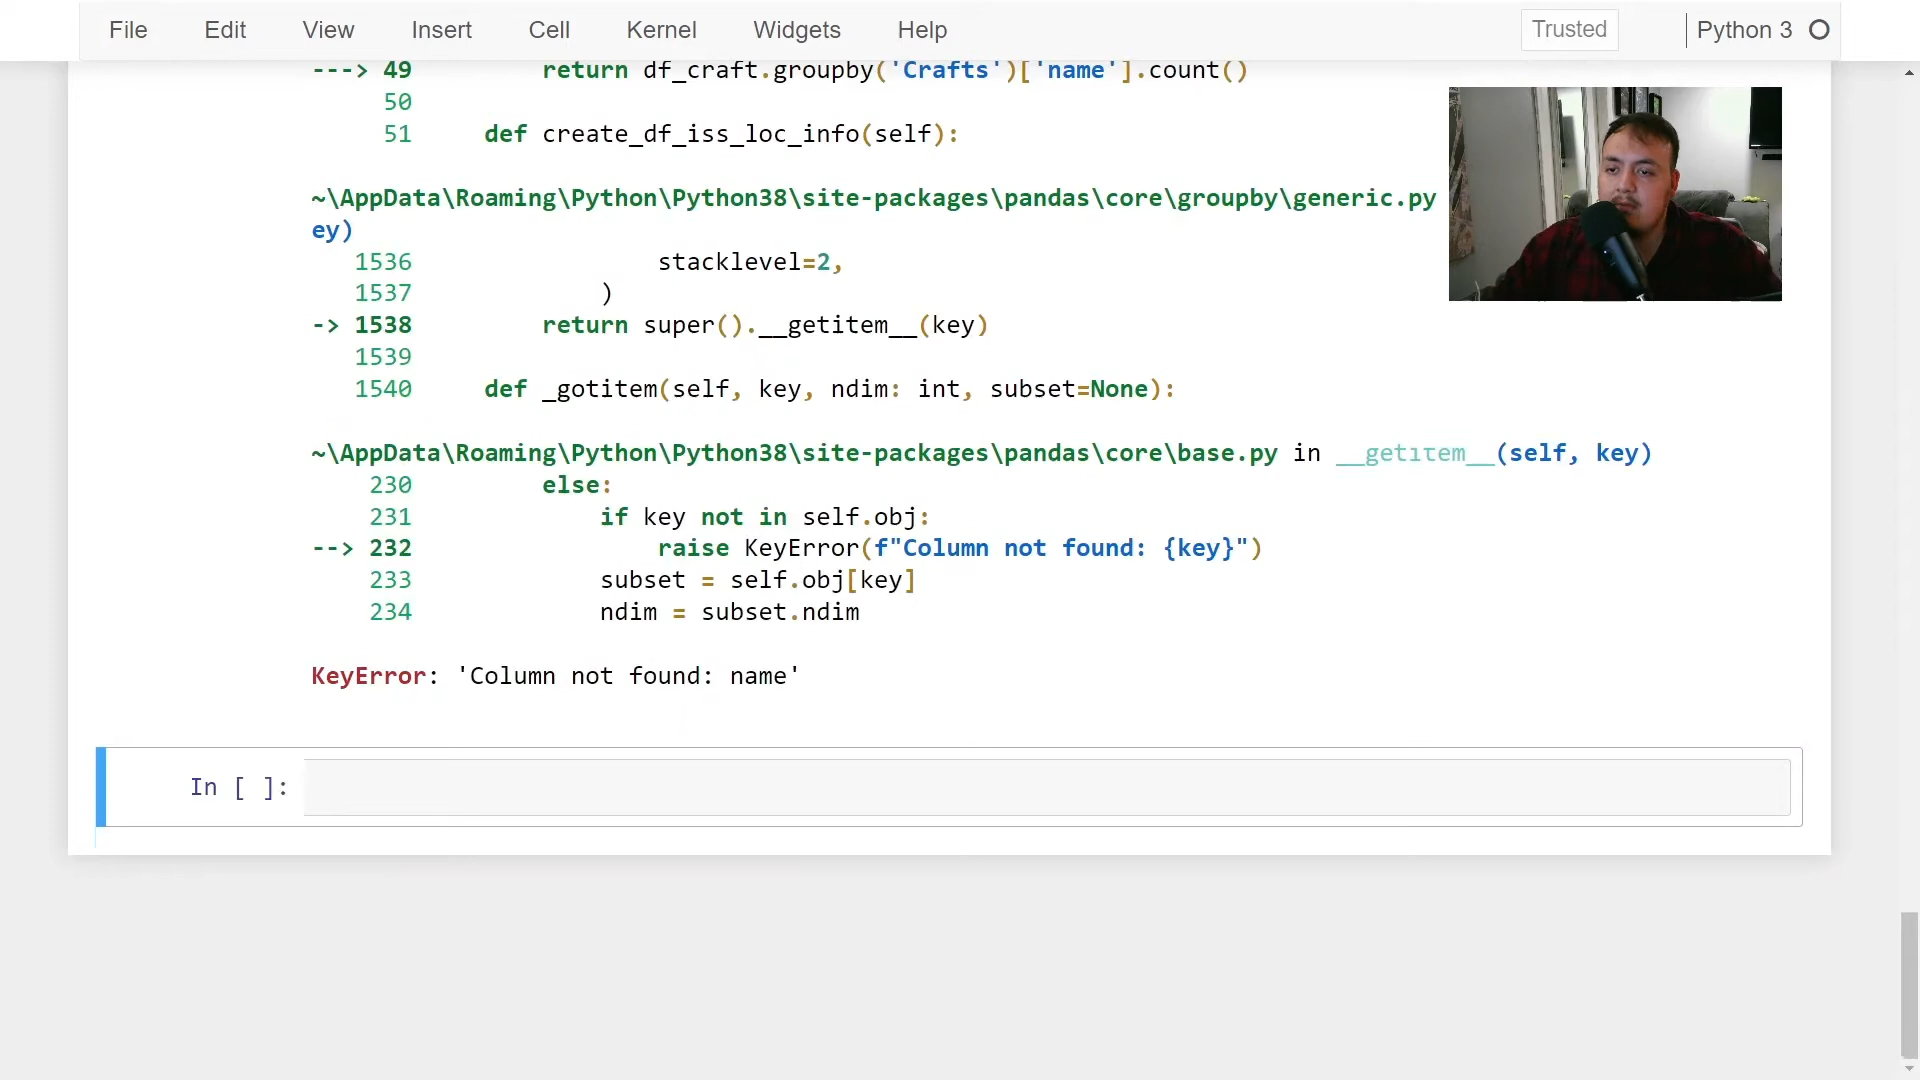 File Edit View Insert Cell Kernel Widgets Help Trusted Python 3
---> 49 return df_craft.groupby('Crafts')['name'].count()
50
51 def create_df_iss_loc_info(self):
~\AppData\Roaming\Python\Python38\site-packages\pandas\core\groupby\generic.py
ey)
1536 stacklevel=2,
1537 )
-> 1538 return super().__getitem__(key)
1539
1540 def _gotitem(self, key, ndim: int, subset=None):
~\AppData\Roaming\Python\Python38\site-packages\pandas\core\base.py in __getitem__(self, key)
230 else:
231 if key not in self.obj:
--> 232 raise KeyError(f"Column not found: {key}")
233 subset = self.obj[key]
234 ndim = subset.ndim
KeyError: 'Column not found: name'
In [ ]: